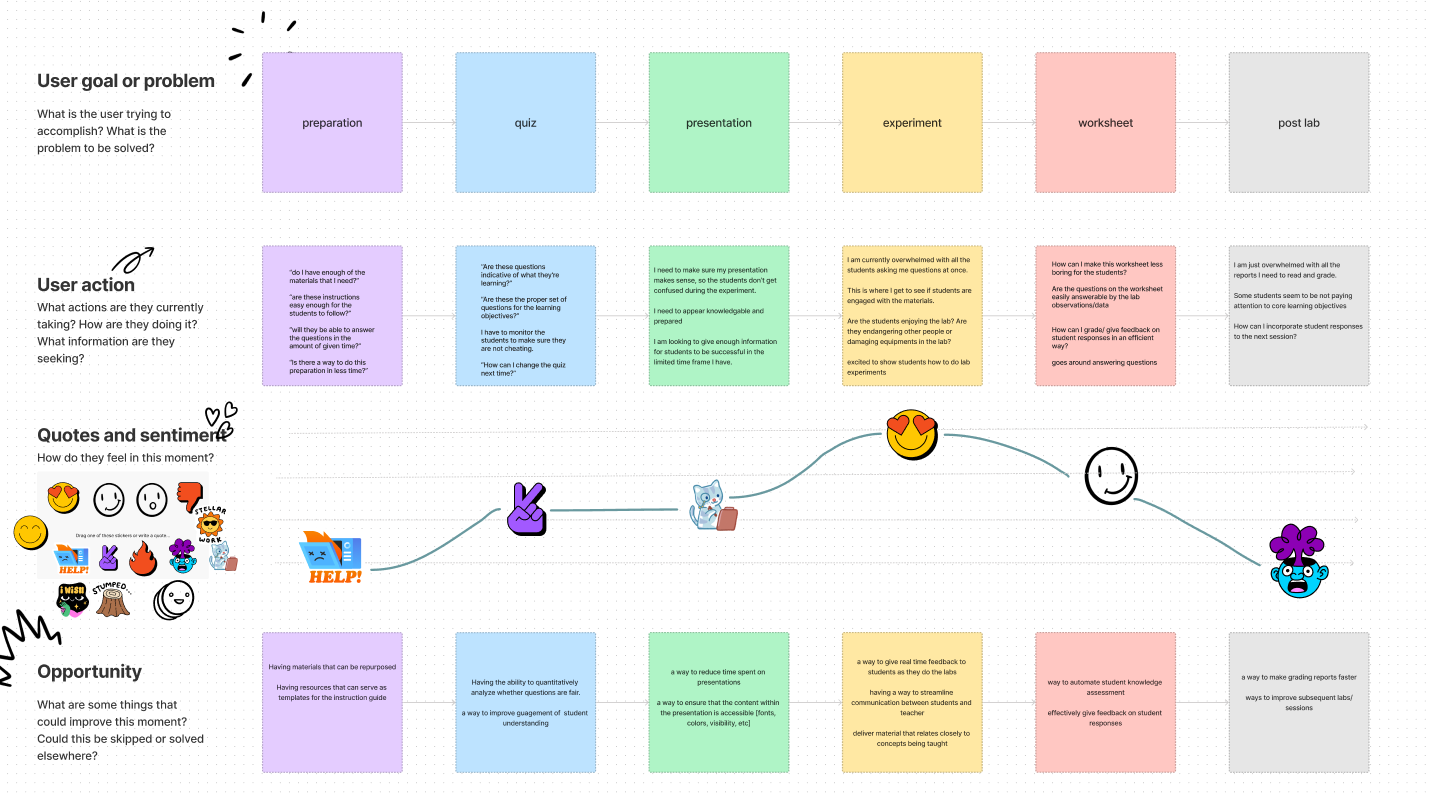 User goal or problem
What is the user trying to
accomplish? What is the
problem to be solved?
preparation
quiz
presentation
experiment
worksheet
post lab
User action
What actions are they currently
taking? How are they doing it?
What information are they
seeking?
"do I have enough of the
materials that I need?"
"are these instructions
easy enough for the
students to follow?"
"will they be able to answer
the questions in the
amount of given time?"
"Is there a way to do this
preparation in less time?"
"Are these questions
indicative of what they're
learning?"
"Are these the proper set of
questions for the learning
objectives?"
I have to monitor the
students to make sure they
are not cheating.
"How can I change the quiz
next time?"
I need to make sure my presentation
makes sense, so the students don't get
confused during the experiment.
I need to appear knowledgable and
prepared
I am looking to give enough information
for students to be successful in the
limited time frame I have.
I am currently overwhelmed with all the
students asking me questions at once.
This is where I get to see if students are
engaged with the materials.
Are the students enjoying the lab? Are
they endangering other people or
damaging equipments in the lab?
excited to show students how to do lab
experiments
How can I make this worksheet less
boring for the students?
Are the questions on the worksheet
easily answerable by the lab
observations/data
How can I grade/ give feedback on
student responses in an efficient
way?
goes around answering questions
I am just overwhelmed with all the
reports I need to read and grade.
Some students seem to be not paying
attention to core learning objectives
How can I incorporate student responses
to the next session?
Quotes and sentiment
How do they feel in this moment?
STELLAR
WORK
Drag one of these stickers or write a quote...
HELP!
I WISH
STUMPED...
HELP!
Opportunity
What are some things that
could improve this moment?
Could this be skipped or solved
elsewhere?
Having materials that can be repurposed
Having resources that can serve as
templates for the instruction guide
Having the ability to quantitatively
analyze whether questions are fair.
a way to improve guagement of student
understanding
a way to reduce time spent on
presentations
a way to ensure that the content within
the presentation is accessible [fonts,
colors, visibility, etc]
a way to give real time feedback to
students as they do the labs
having a way to streamline
communication between students and
teacher
deliver material that relates closely to
concepts being taught
way to automate student knowledge
assessment
effectively give feedback on student
responses
a way to make grading reports faster
ways to improve subsequent labs/
sessions